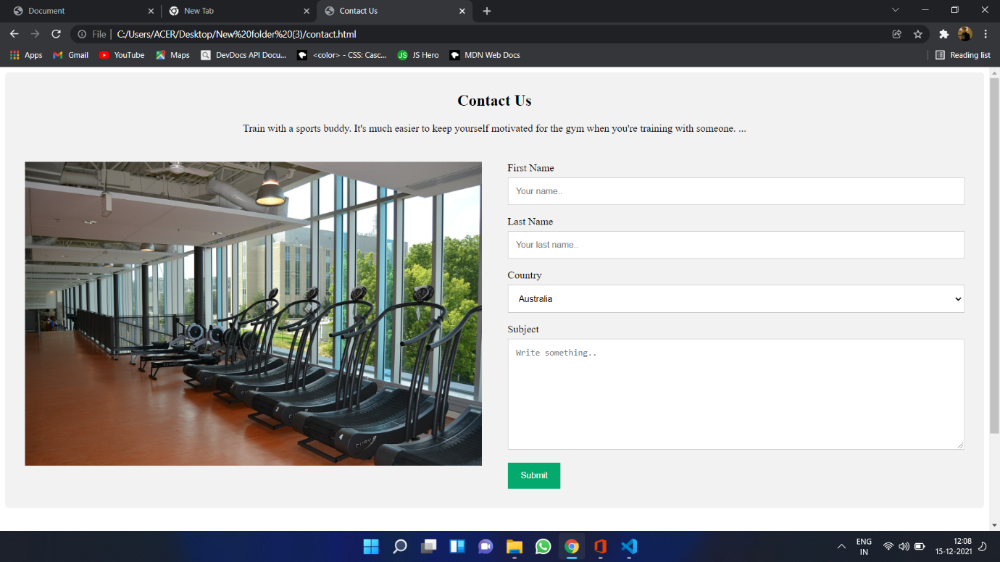 Document
New Tab
Contact Us
File
C:/Users/ACER/Desktop/New%20folder%20(3)/contact.html
Apps
Gmail
YouTube
Maps
DevDocs API Docu...
<color> - CSS: Casc...
JS
JS Hero
MDN Web Docs
Reading list
Contact Us
Train with a sports buddy. It's much easier to keep yourself motivated for the gym when you're training with someone. ...
First Name
Your name..
Last Name
Your last name..
Country
Australia
Subject
Write something..
CURVE
4
CURVE
Submit
ENG
IN
12:08
15-12-2021